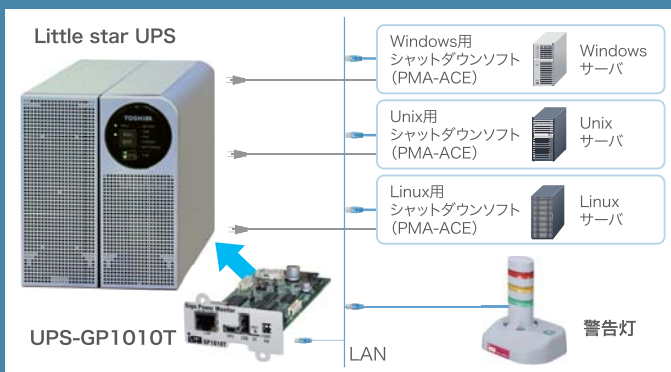 Little star UPS
TOSHIBA
Windows用
シャットダウンソフト
（PMA-ACE）
Windows
サーバ
Unix用
シャットダウンソフト
（PMA-ACE）
Unix
サーバ
Linux用
シャットダウンソフト
（PMA-ACE）
Linux
サーバ
Giga Power Monitor
GP1010T
UPS-GP1010T
LAN
警告灯